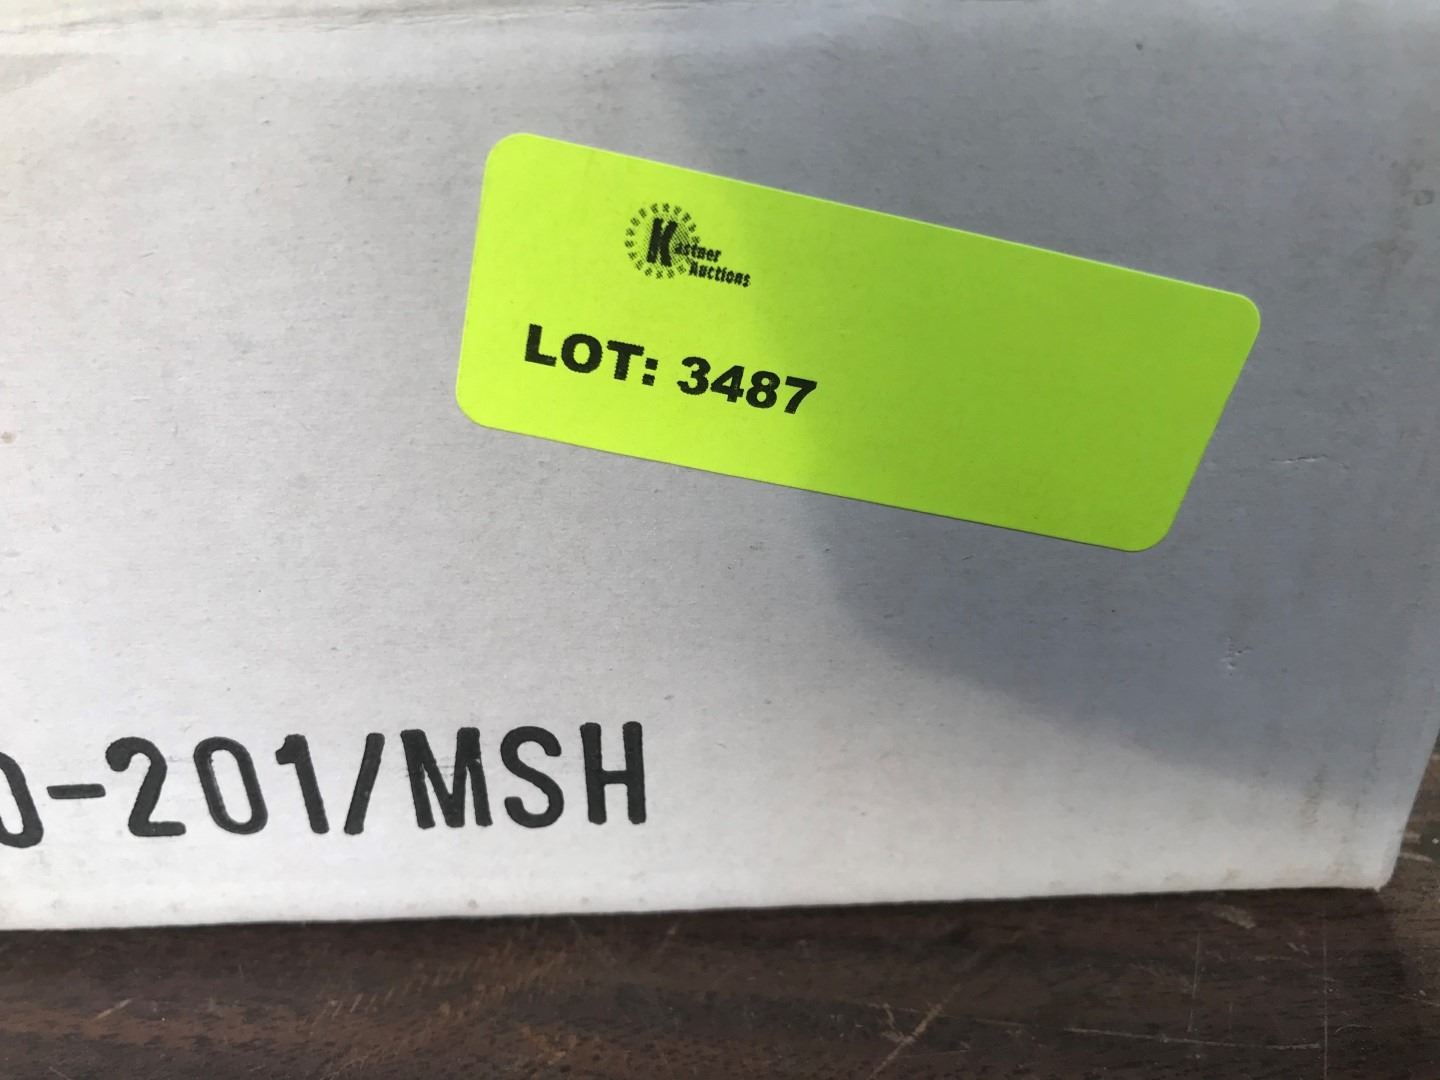 Kastner
Auctions
LOT: 3487
0-201/MSH